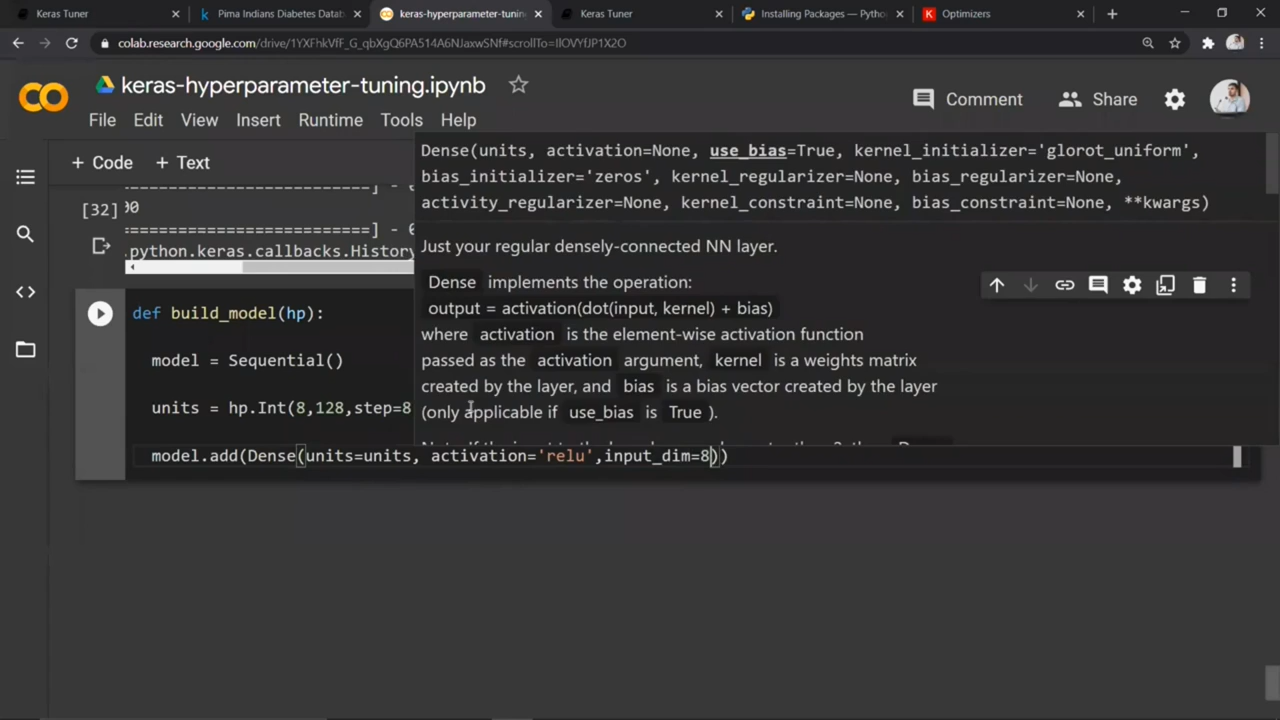 Keras Tuner
Pima Indians Diabetes Datab
keras-hyperparameter-tuning
Keras Tuner
Installing Packages — Pytho
Optimizers
colab.research.google.com/drive/1YXFhkVfF_G_qbXgQ6PA514A6NJaxwSNf#scrollTo=IlOVYfJP1X2O
keras-hyperparameter-tuning.ipynb
Comment
Share
File Edit View Insert Runtime Tools Help
+ Code + Text
Dense(units, activation=None, use_bias=True, kernel_initializer='glorot_uniform',
bias_initializer='zeros', kernel_regularizer=None, bias_regularizer=None,
activity_regularizer=None, kernel_constraint=None, bias_constraint=None, **kwargs)
[32]
.python.keras.callbacks.History
Just your regular densely-connected NN layer.
Dense implements the operation:
output = activation(dot(input, kernel) + bias)
where activation is the element-wise activation function
passed as the activation argument, kernel is a weights matrix
created by the layer, and bias is a bias vector created by the layer
(only applicable if use_bias is True ).
def build_model(hp):
model = Sequential()
units = hp.Int(8,128,step=8
model.add(Dense(units=units, activation='relu',input_dim=8))